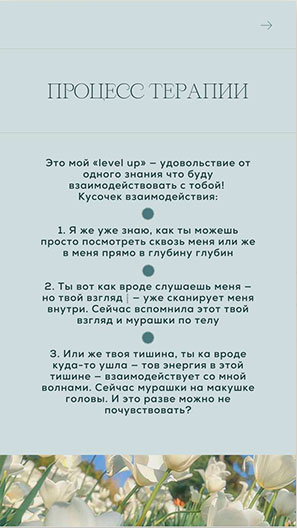 ПРОЦЕСС ТЕРАПИИ
Это мой «level up» — удовольствие от
одного знания что буду
взаимодействовать с тобой!
Кусочек взаимодействия:
1. Я же уже знаю, как ты можешь
просто посмотреть сквозь меня или же
в меня прямо в глубину глубин
2. Ты вот как вроде слушаешь меня —
но твой взгляд | — уже сканирует меня
внутри. Сейчас вспомнила этот твой
взгляд и мурашки по телу
3. Или же твоя тишина, ты ка вроде
куда-то ушла — тов энергия в этой
тишине — взаимодействует со мной
волнами. Сейчас мурашки на макушке
головы. И это разве можно не
почувствовать?